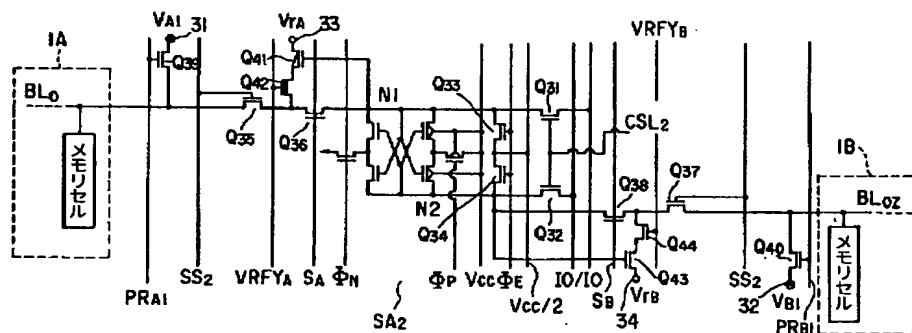 1A
VA1 31
VrA 33
VRFYB
Q39
Q41
Q42
N1
Q33
Q31
BL0
メモリセル
Q35
Q36
CSL2
1B
Q38
Q37
N2
Q34
Q32
BL0Z
Q44
Q40
メモリセル
PRA1
SS2
VRFYA
SA
ΦN
ΦP
VCC
ΦE
IO/IO
SB
Q43
SS2
32
VB1
PRB1
SA2
VCC/2
34
VrB